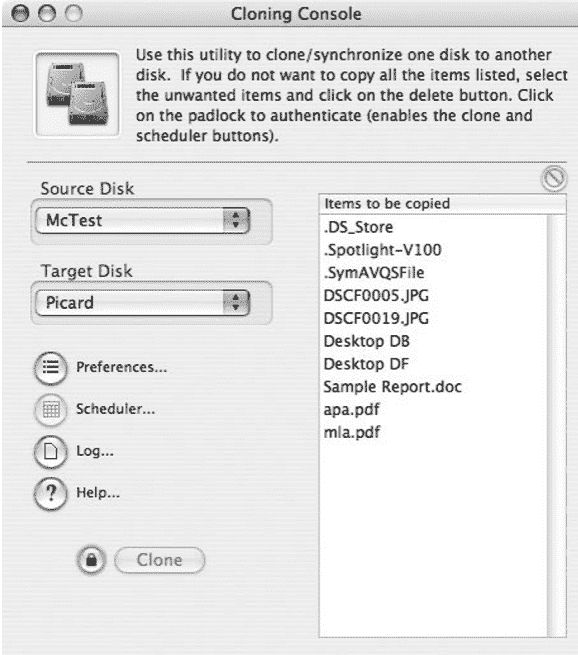 Cloning Console
Use this utility to clone/synchronize one disk to another
disk. If you do not want to copy all the items listed, select
the unwanted items and click on the delete button. Click
on the padlock to authenticate (enables the clone and
scheduler buttons).
Source Disk
McTest
Target Disk
Picard
Preferences...
Scheduler...
Log...
? Help...
Clone
Items to be copied
.DS_Store
.Spotlight-V100
.SymAVQSFile
DSCF0005.JPG
DSCF0019.JPG
Desktop DB
Desktop DF
Sample Report.doc
apa.pdf
mla.pdf